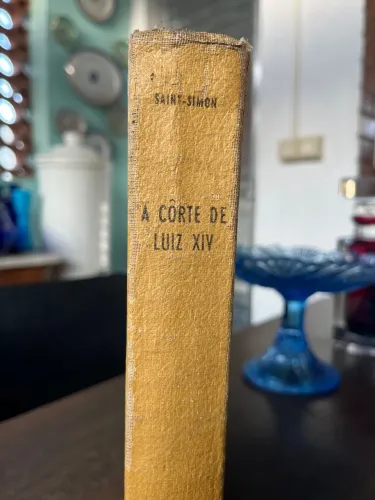 SAINT-SIMON
A CÔRTE DE
LUIZ XIV